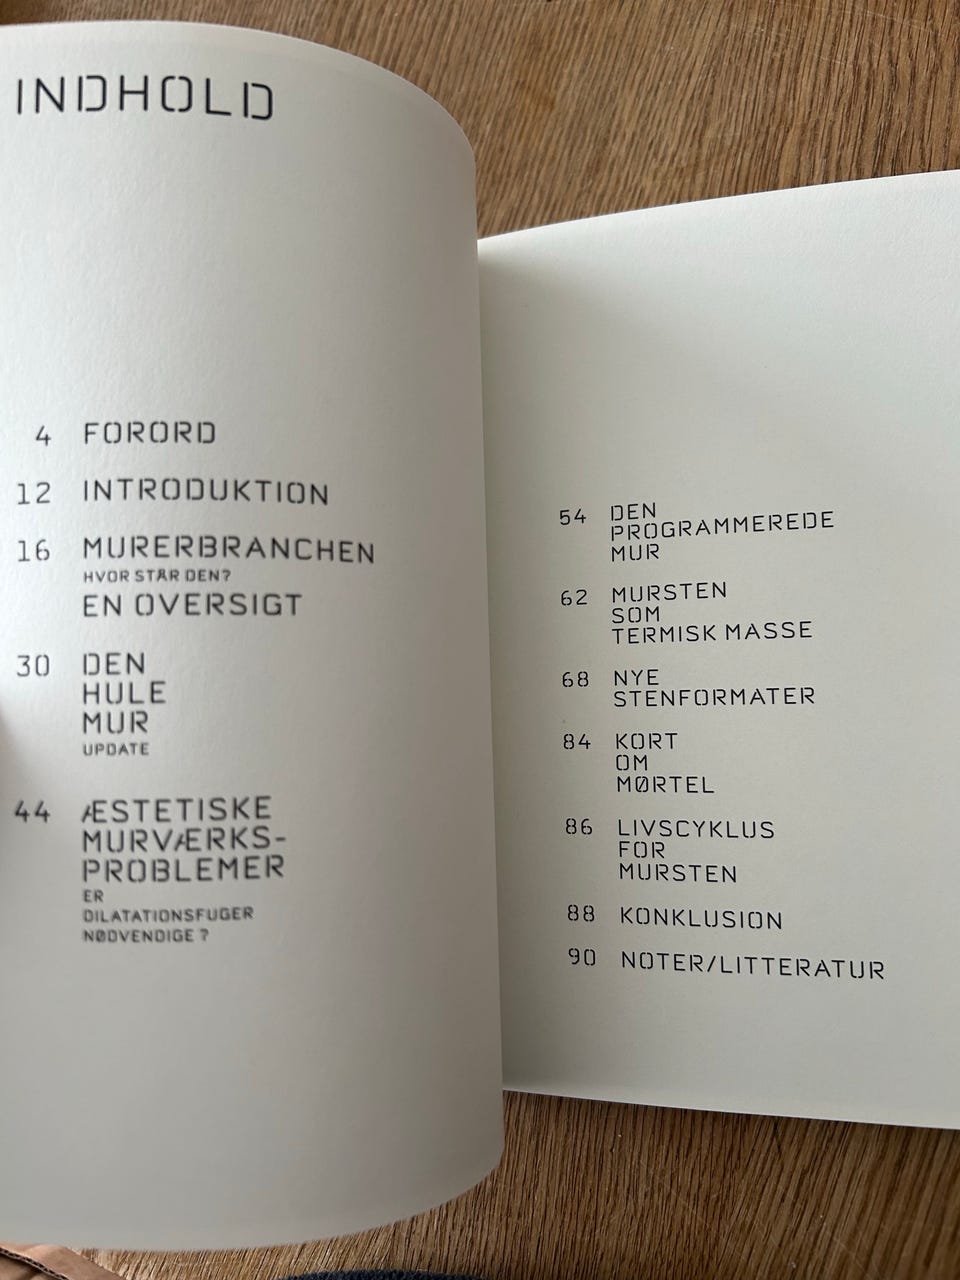 INDHOLD
4 FORORD
12 INTRODUKTION
16 MURERBRANCHEN
HVOR STÅR DEN?
EN OVERSIGT
30 DEN
HULE
MUR
UPDATE
44 ÆSTETISKE
MURVÆRKS-
PROBLEMER
ER
DILATATIONSFUGER
NØDVENDIGE ?
54 DEN
PROGRAMMEREDE
MUR
62 MURSTEN
SOM
TERMISK MASSE
68 NYE
STENFORMATER
84 KORT
OM
MØRTEL
86 LIVSCYKLUS
FOR
MURSTEN
88 KONKLUSION
90 NOTER/LITTERATUR